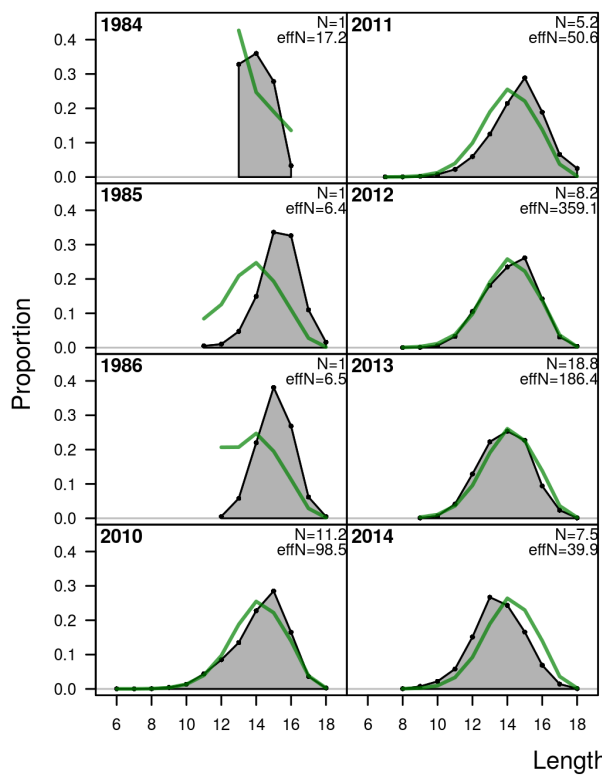 1984 N=1 effN=17.2
2011 N=5.2 effN=50.6
0.4
0.3
0.2
0.1
0.0
1985 N=1 effN=6.4
2012 N=8.2 effN=359.1
0.4
0.3
0.2
0.1
0.0
1986 N=1 effN=6.5
2013 N=18.8 effN=186.4
0.4
0.3
0.2
0.1
0.0
2010 N=11.2 effN=98.5
2014 N=7.5 effN=39.9
0.4
0.3
0.2
0.1
0.0
Proportion
6 8 10 12 14 16 18 6 8 10 12 14 16 18
Length